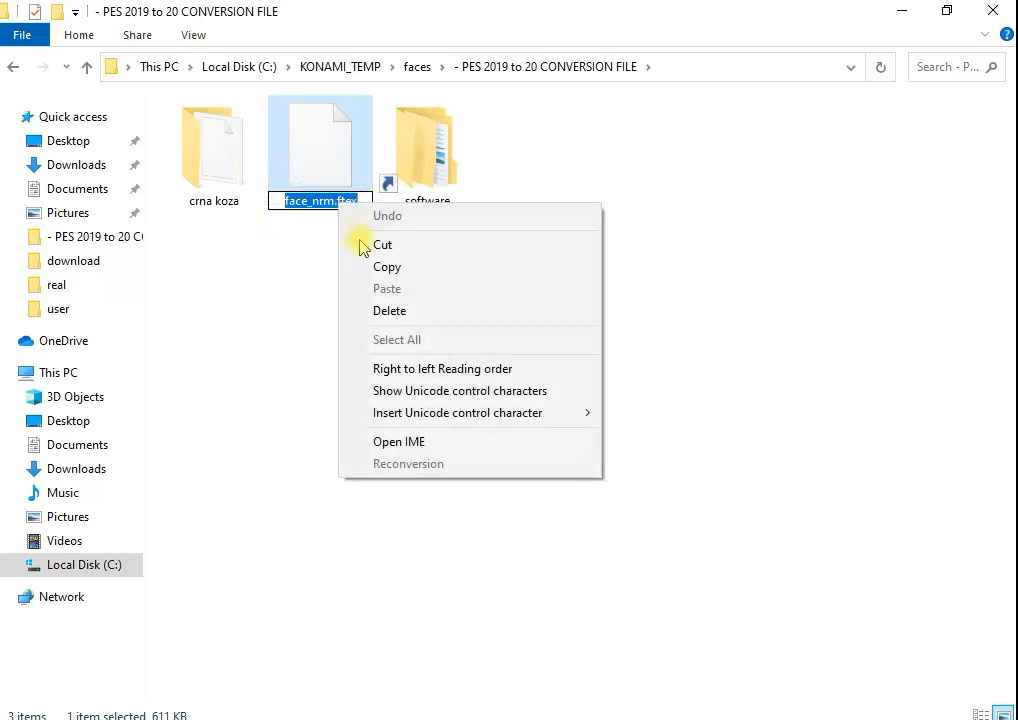 - PES 2019 to 20 CONVERSION FILE
File Home Share View
This PC Local Disk (C:) KONAMI_TEMP faces - PES 2019 to 20 CONVERSION FILE
Search - P...
Quick access
Desktop
Downloads
Documents
Pictures
- PES 2019 to 20 C
download
real
user
OneDrive
This PC
3D Objects
Desktop
Documents
Downloads
Music
Pictures
Videos
Local Disk (C:)
Network
crna koza
face_nrm.ftex
software
Undo
Cut
Copy
Paste
Delete
Select All
Right to left Reading order
Show Unicode control characters
Insert Unicode control character
Open IME
Reconversion
3 items 1 item selected 611 KB